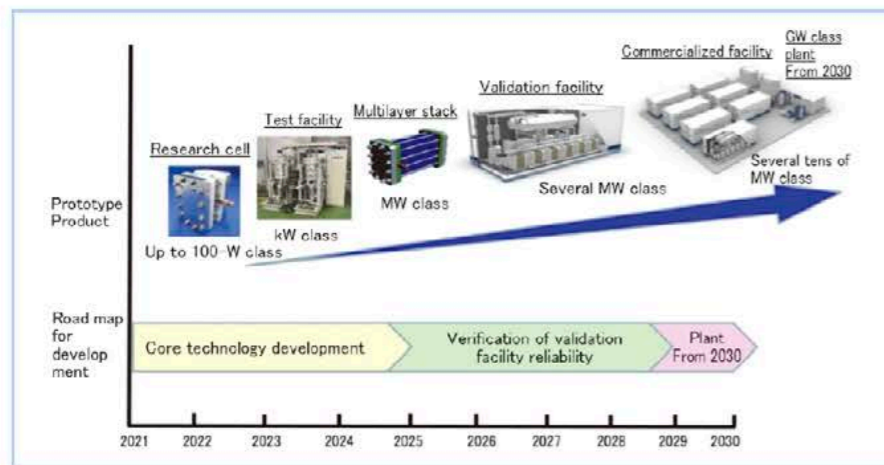 GW class
plant
From 2030
Commercialized facility
Validation facility
Multilayer stack
Test facility
Research cell
Several tens of
MW class
Several MW class
MW class
kW class
Up to 100-W class
Prototype
Product
Road map
for
develop
ment
Core technology development
Verification of validation
facility reliability
Plant
From 2030
2021 2022 2023 2024 2025 2026 2027 2028 2029 2030